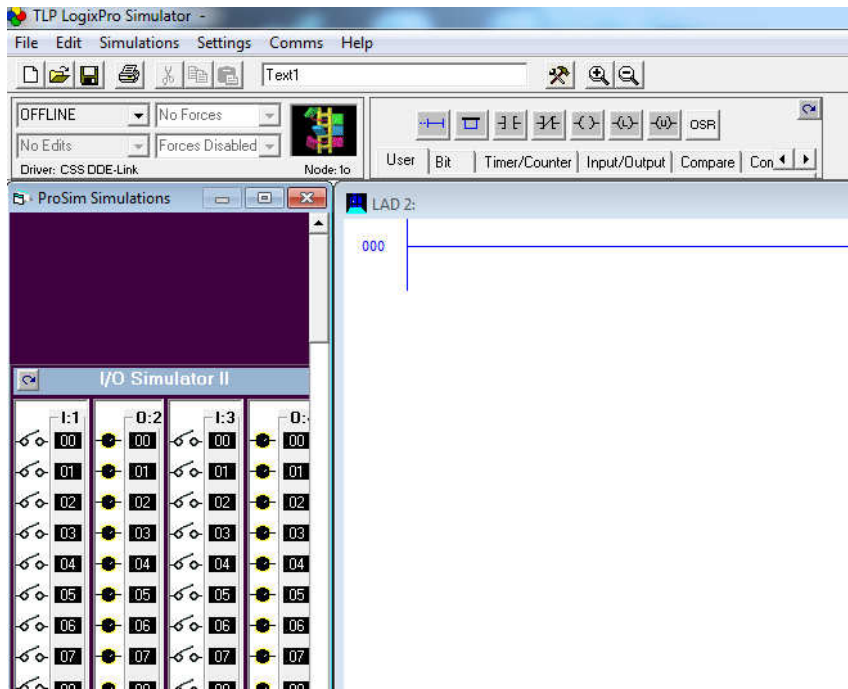 TLP LogixPro Simulator -
File Edit Simulations Settings Comms Help
Text1
OFFLINE No Forces
No Edits Forces Disabled
Driver: CSS DDE-Link Node:1o
OSR
User Bit Timer/Counter Input/Output Compare Con
ProSim Simulations
LAD 2:
000
I/O Simulator II
I:1 O:2 I:3 O:
00 00 00 00
01 01 01 01
02 02 02 02
03 03 03 03
04 04 04 04
05 05 05 05
06 06 06 06
07 07 07 07